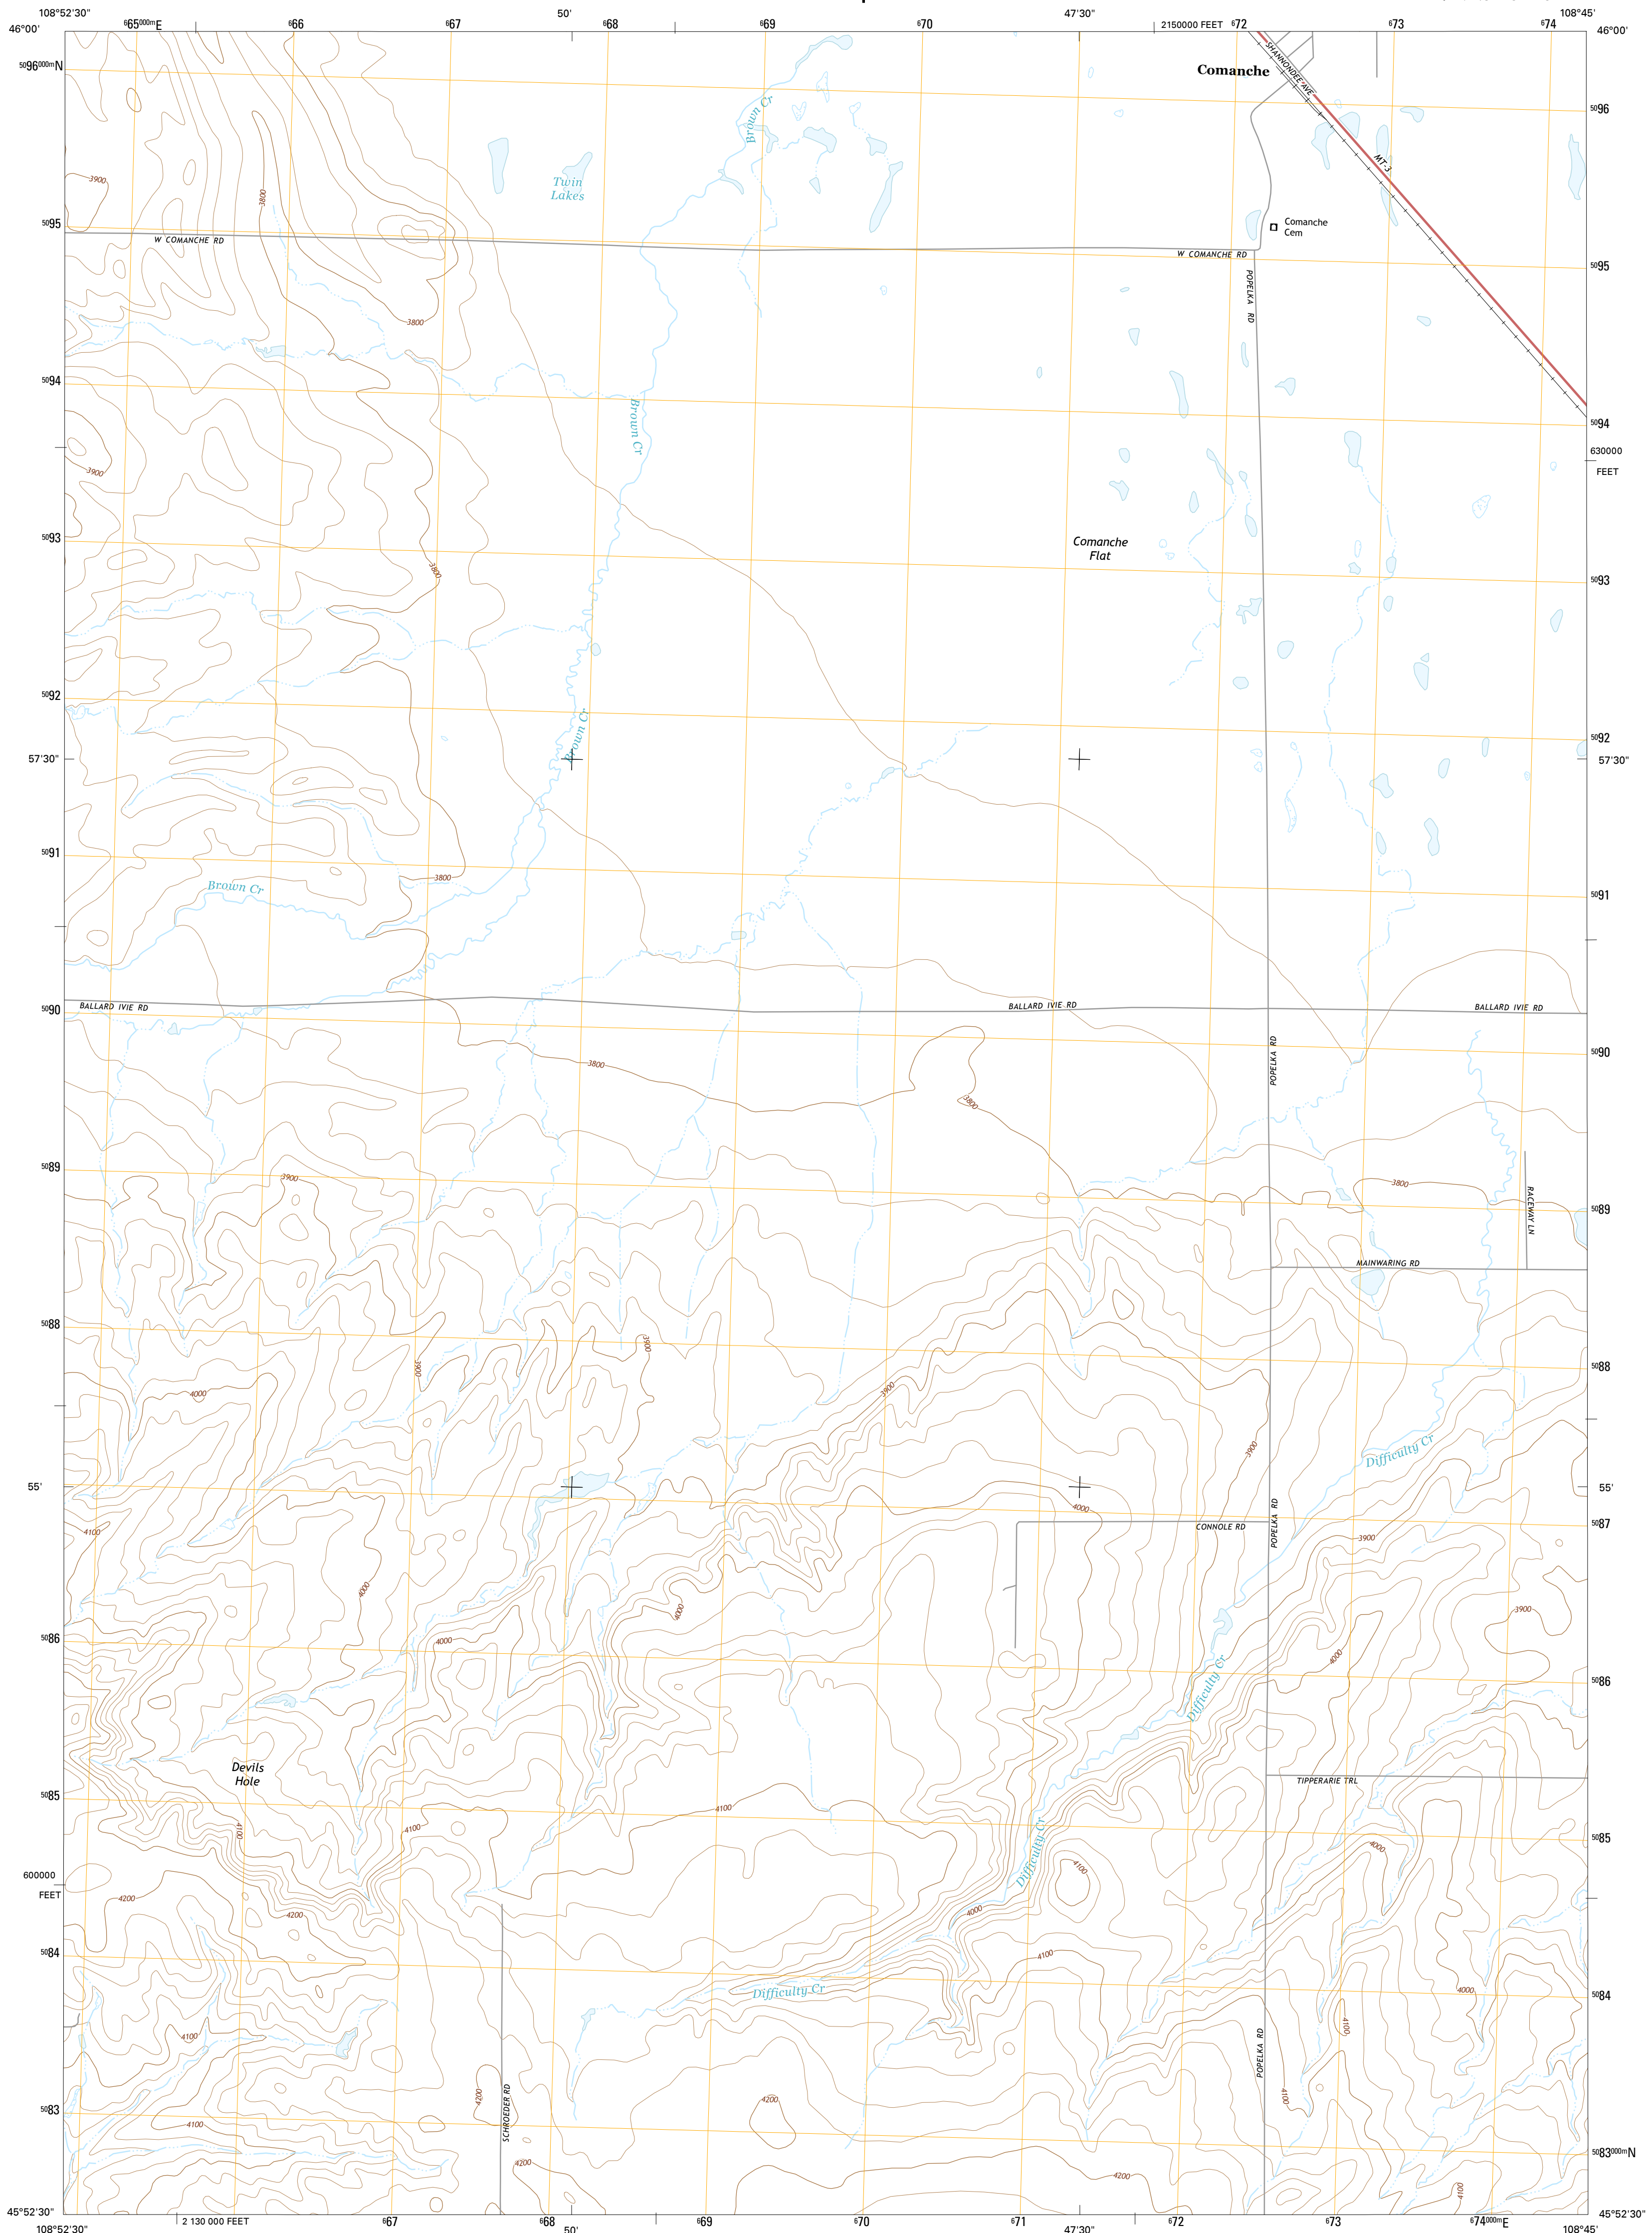 108°52'30"
⁶65⁰⁰⁰ᵐE
⁶66
⁶67
50'
⁶68
⁶69
⁶70
47'30"
2150000 FEET
⁶72
⁶73
⁶74
108°45'
46°00'
46°00'
⁵⁰96⁰⁰⁰ᵐN
Comanche
SHANNONDEE AVE
Brown Cr
⁵⁰96
MT-3
3900
Twin
Lakes
3800
⁵⁰95
Comanche
Cem
W COMANCHE RD
W COMANCHE RD
⁵⁰95
POPELKA RD
3800
⁵⁰94
Brown Cr
⁵⁰94
630000
FEET
3900
⁵⁰93
Comanche
Flat
3800
⁵⁰93
⁵⁰92
Brown Cr
⁵⁰92
57'30"
57'30"
⁵⁰91
3800
Brown Cr
⁵⁰91
BALLARD IVIE RD
BALLARD IVIE RD
BALLARD IVIE RD
⁵⁰90
POPELKA RD
⁵⁰90
3800
3800
⁵⁰89
3900
3800
RACEWAY LN
⁵⁰89
MAINWARING RD
⁵⁰88
3900
3900
⁵⁰88
4000
3900
3900
Difficulty Cr
55'
55'
4000
POPELKA RD
CONNOLE RD
⁵⁰87
4100
3900
4000
4000
3900
⁵⁰86
4000
4000
Difficulty Cr
⁵⁰86
Devils
Hole
TIPPERARIE TRL
⁵⁰85
4100
4100
4100
⁵⁰85
Difficulty Cr
4000
4100
600000
FEET
4200
4200
4000
⁵⁰84
4100
Difficulty Cr
4000
⁵⁰84
4100
4100
POPELKA RD
4200
4200
4100
SCHROEDER RD
⁵⁰83
4100
⁵⁰83⁰⁰⁰ᵐN
4200
4200
4100
45°52'30"
45°52'30"
108°52'30"
2 130 000 FEET
⁶67
⁶68
50'
⁶69
⁶70
⁶71
47'30"
⁶72
⁶73
⁶74⁰⁰⁰ᵐE
108°45'